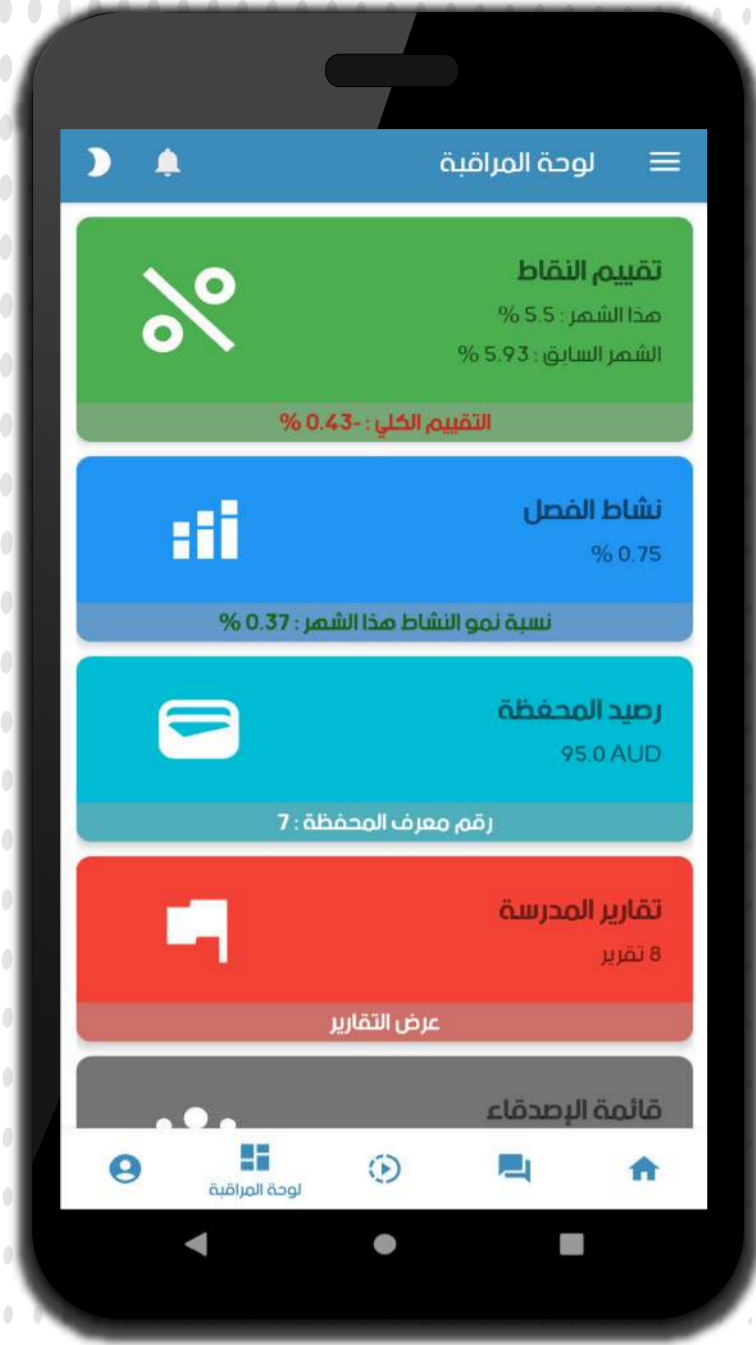 لوحة المراقبة
تقييم النقاط
هذا الشهر : 5.5 %
الشهر السابق : 5.93 %
التقييم الكلي : -0.43 %
نشاط الفصل
0.75 %
نسبة نمو النشاط هذا الشهر : 0.37 %
رصيد المحفظة
95.0 AUD
رقم معرف المحفظة : 7
تقارير المدرسة
8 تقرير
عرض التقارير
قائمة الإصدقاء
لوحة المراقبة